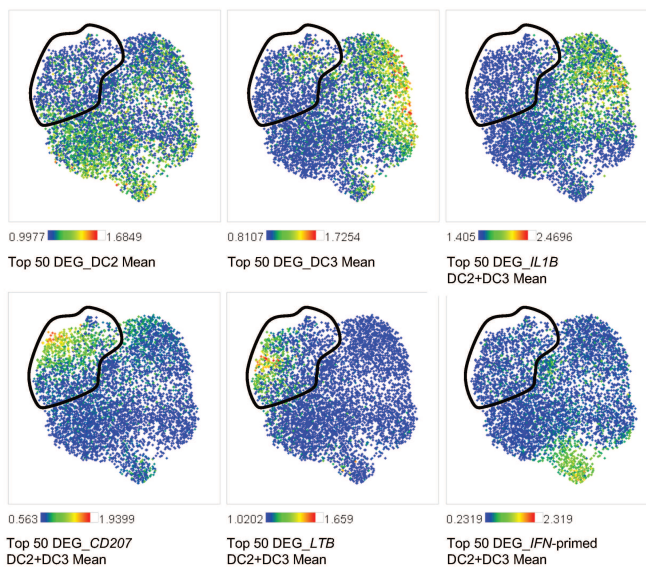 0.9977 1.6849
Top 50 DEG_DC2 Mean
0.8107 1.7254
Top 50 DEG_DC3 Mean
1.405 2.4696
Top 50 DEG_IL1B
DC2+DC3 Mean
0.563 1.9399
Top 50 DEG_CD207
DC2+DC3 Mean
1.0202 1.659
Top 50 DEG_LTB
DC2+DC3 Mean
0.2319 2.319
Top 50 DEG_IFN-primed
DC2+DC3 Mean